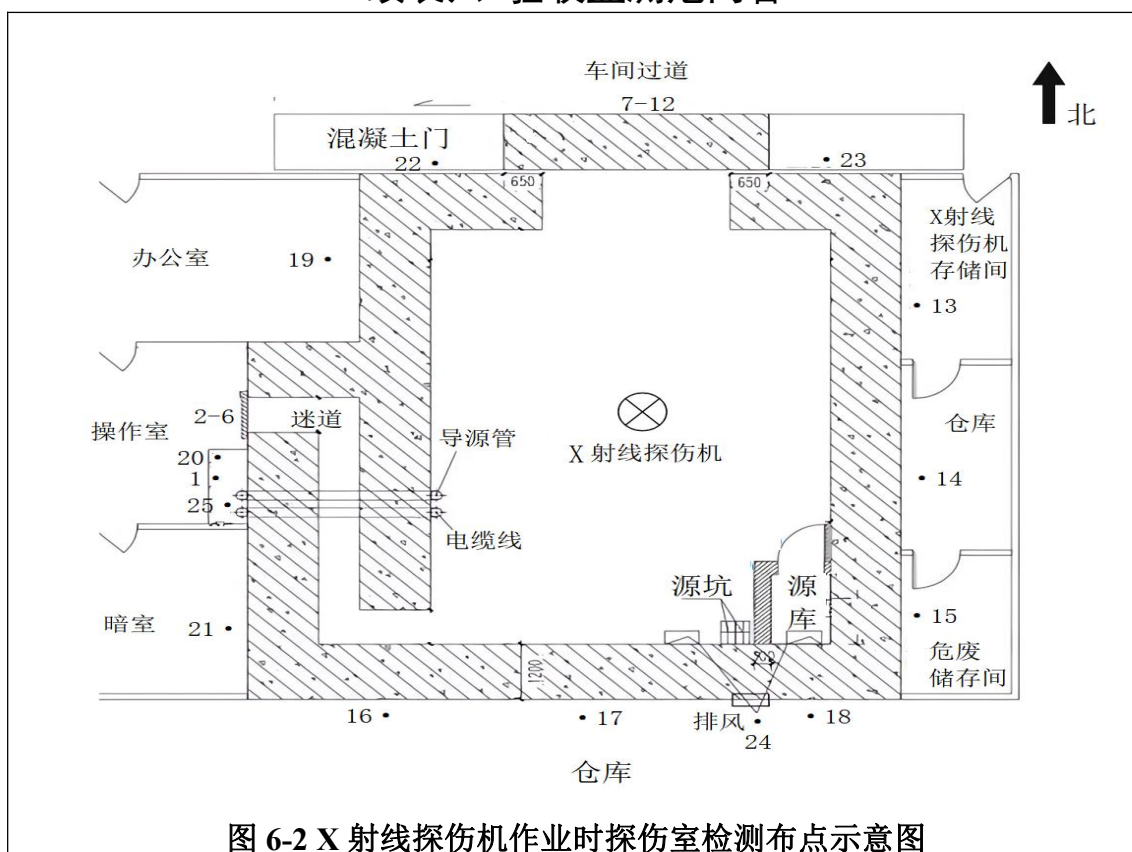 车间过道
7-12
北
混凝土门
22
23
650
650
X射线
探伤机
存储间
办公室
19
13
2-6
迷道
导源管
仓库
操作室
X 射线探伤机
20
1
14
25
电缆线
源坑
源
库
15
暗室
21
危废
储存间
1200
16
17
排风
18
24
仓库
图 6-2 X 射线探伤机作业时探伤室检测布点示意图